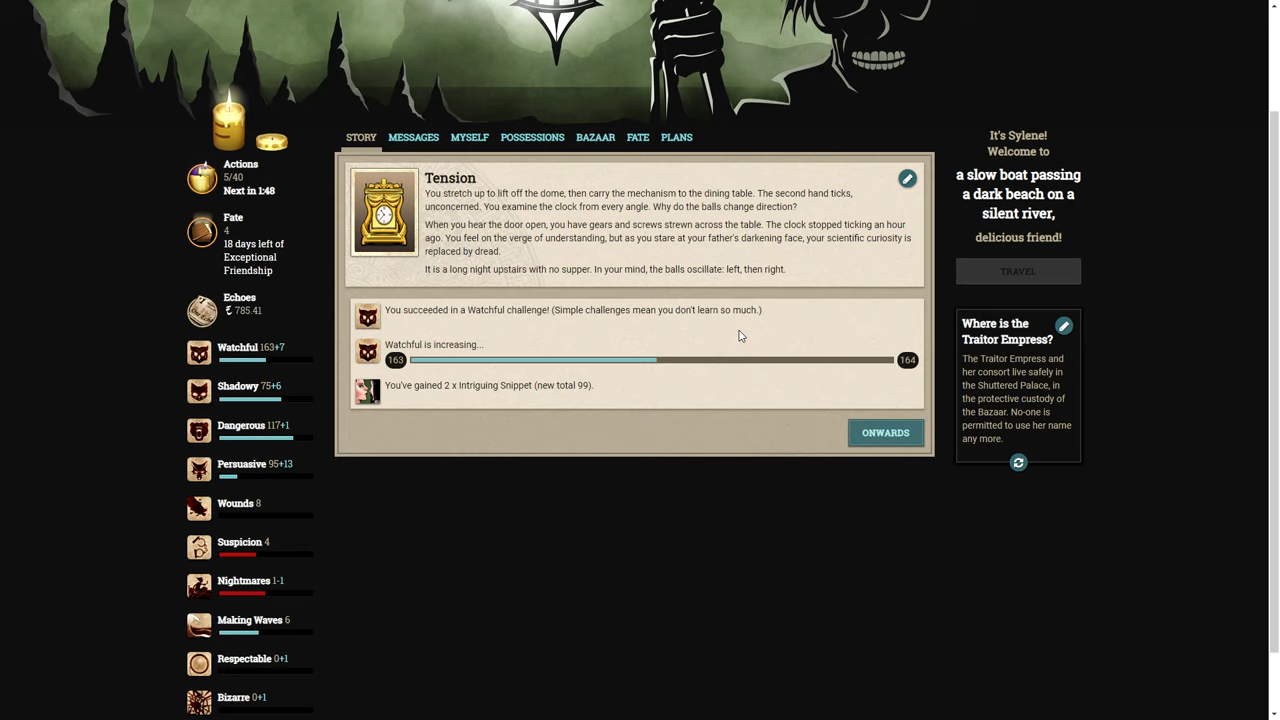 STORY MESSAGES MYSELF POSSESSIONS BAZAAR FATE PLANS
Actions
5/40
Next in 1:48
Fate
4
18 days left of
Exceptional
Friendship
Echoes
785.41
Watchful 163+7
Shadowy 75+6
Dangerous 117+1
Persuasive 95+13
Wounds 8
Suspicion 4
Nightmares 1-1
Making Waves 6
Respectable 0+1
Bizarre 0+1
Tension
You stretch up to lift off the dome, then carry the mechanism to the dining table. The second hand ticks,
unconcerned. You examine the clock from every angle. Why do the balls change direction?
When you hear the door open, you have gears and screws strewn across the table. The clock stopped ticking an hour
ago. You feel on the verge of understanding, but as you stare at your father's darkening face, your scientific curiosity is
replaced by dread.
It is a long night upstairs with no supper. In your mind, the balls oscillate: left, then right.
You succeeded in a Watchful challenge! (Simple challenges mean you don't learn so much.)
Watchful is increasing...
163 164
You've gained 2 x Intriguing Snippet (new total 99).
ONWARDS
It's Sylene!
Welcome to
a slow boat passing
a dark beach on a
silent river,
delicious friend!
TRAVEL
Where is the
Traitor Empress?
The Traitor Empress and
her consort live safely in
the Shuttered Palace, in
the protective custody of
the Bazaar. No-one is
permitted to use her name
any more.